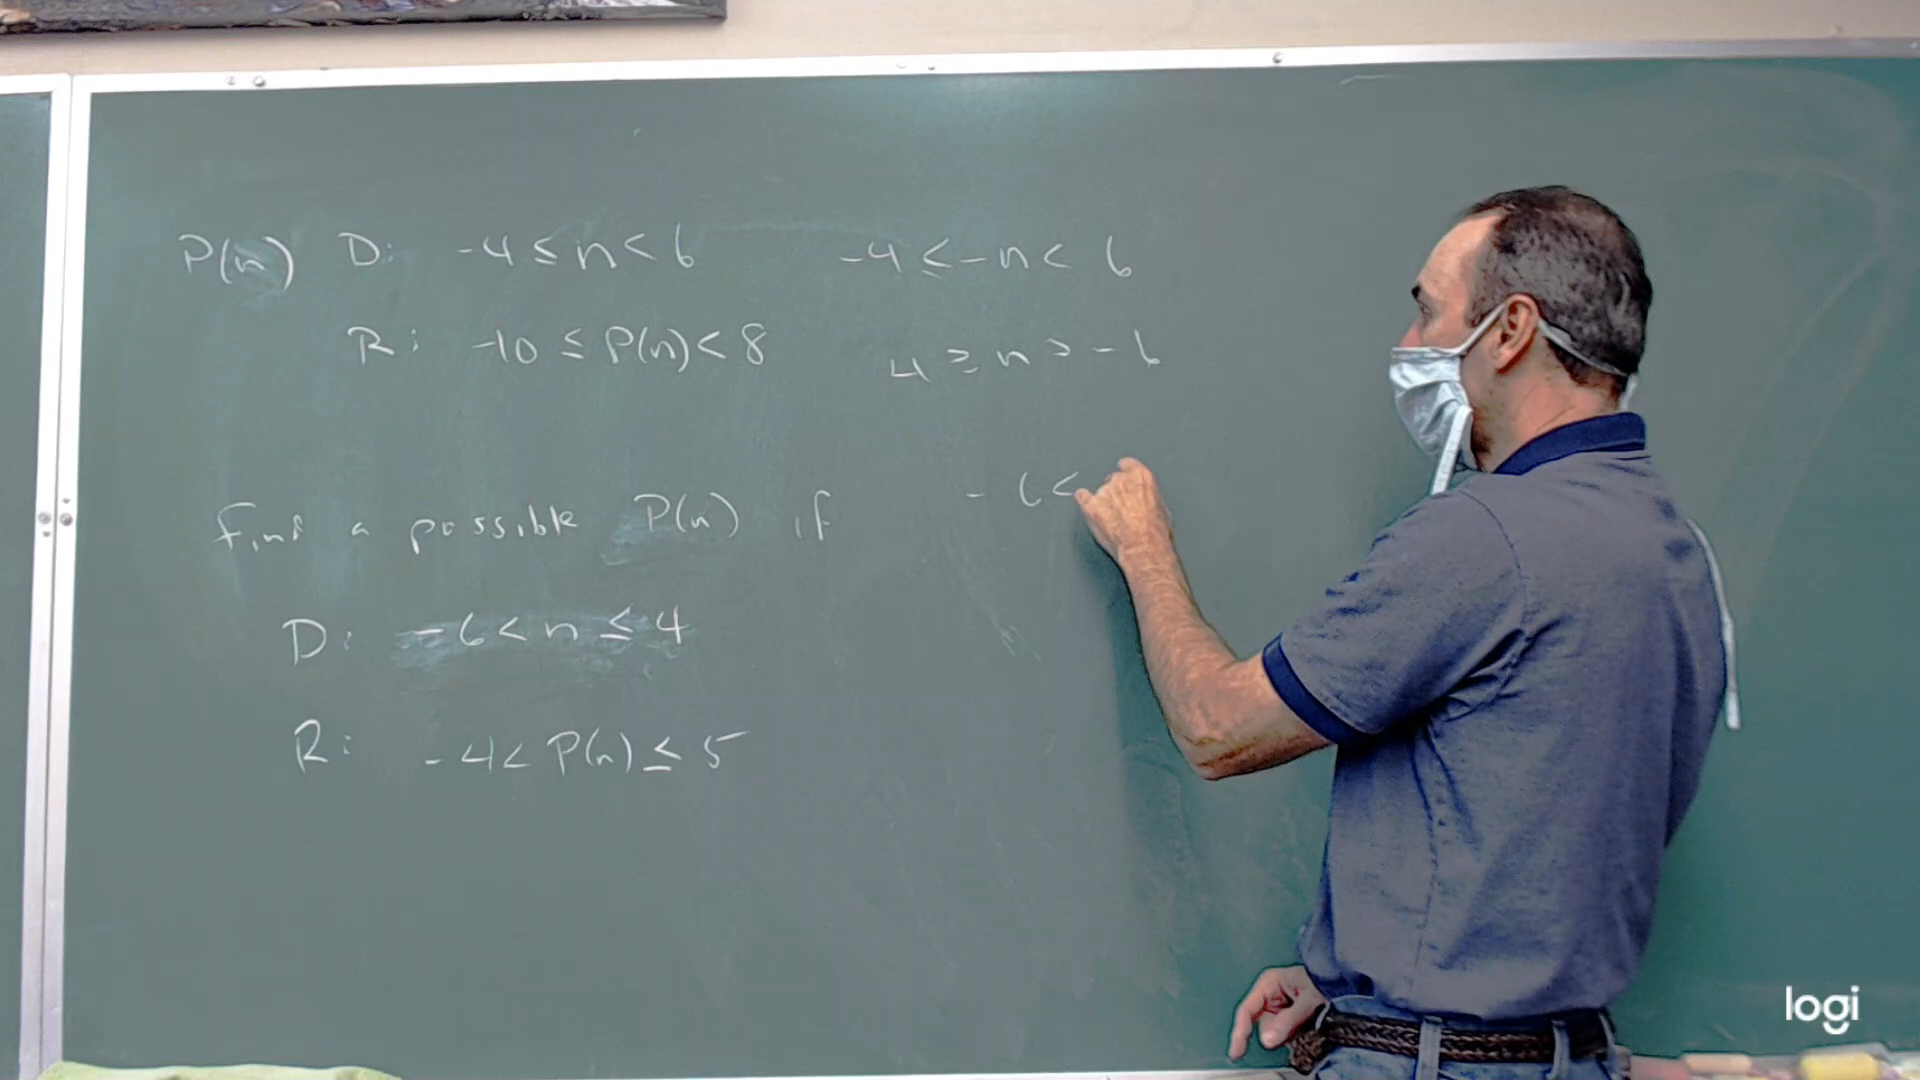 P(n) D: -4 ≤ n < 6
R: -10 ≤ P(n) < 8
Find a possible P(n) if
D: -6 < n ≤ 4
R: -4 < P(n) ≤ 5
-4 ≤ -n < 6
4 ≥ n > -6
-6 <
logi